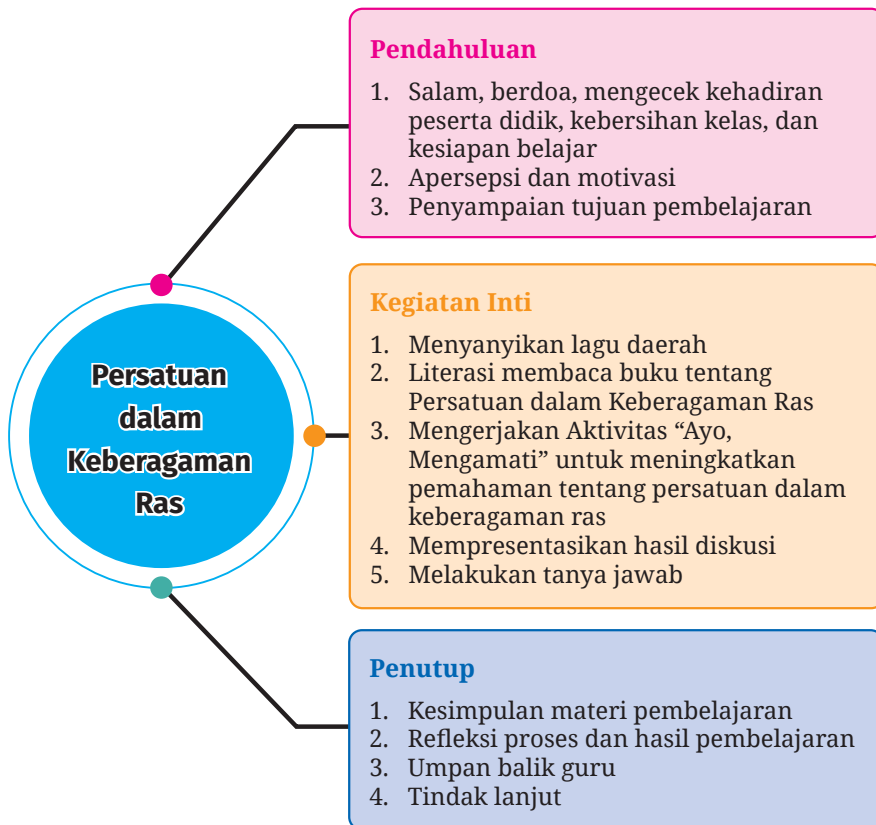 Pendahuluan
1. Salam, berdoa, mengecek kehadiran
peserta didik, kebersihan kelas, dan
kesiapan belajar
2. Apersepsi dan motivasi
3. Penyampaian tujuan pembelajaran
Persatuan
dalam
Keberagaman
Ras
Kegiatan Inti
1. Menyanyikan lagu daerah
2. Literasi membaca buku tentang
Persatuan dalam Keberagaman Ras
3. Mengerjakan Aktivitas “Ayo,
Mengamati” untuk meningkatkan
pemahaman tentang persatuan dalam
keberagaman ras
4. Mempresentasikan hasil diskusi
5. Melakukan tanya jawab
Penutup
1. Kesimpulan materi pembelajaran
2. Refleksi proses dan hasil pembelajaran
3. Umpan balik guru
4. Tindak lanjut